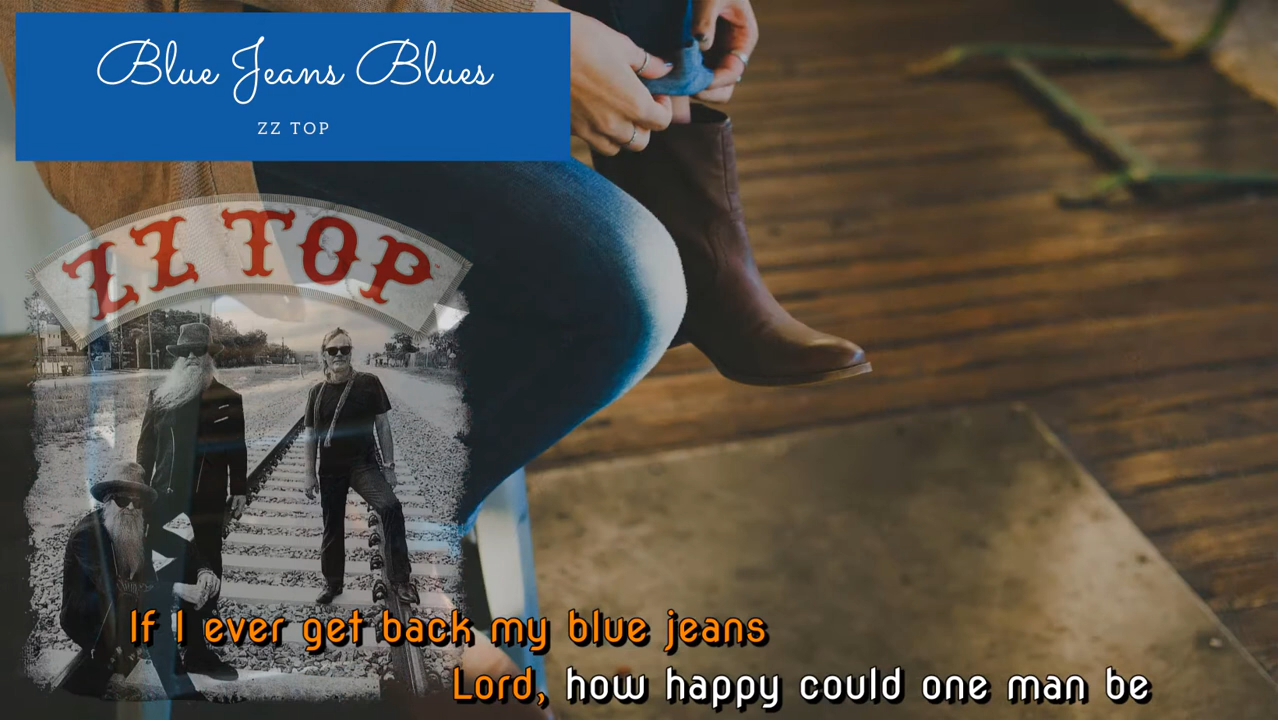 Blue Jeans Blues
ZZ TOP
ZZ TOP
If I ever get back my blue jeans
Lord, how happy could one man be